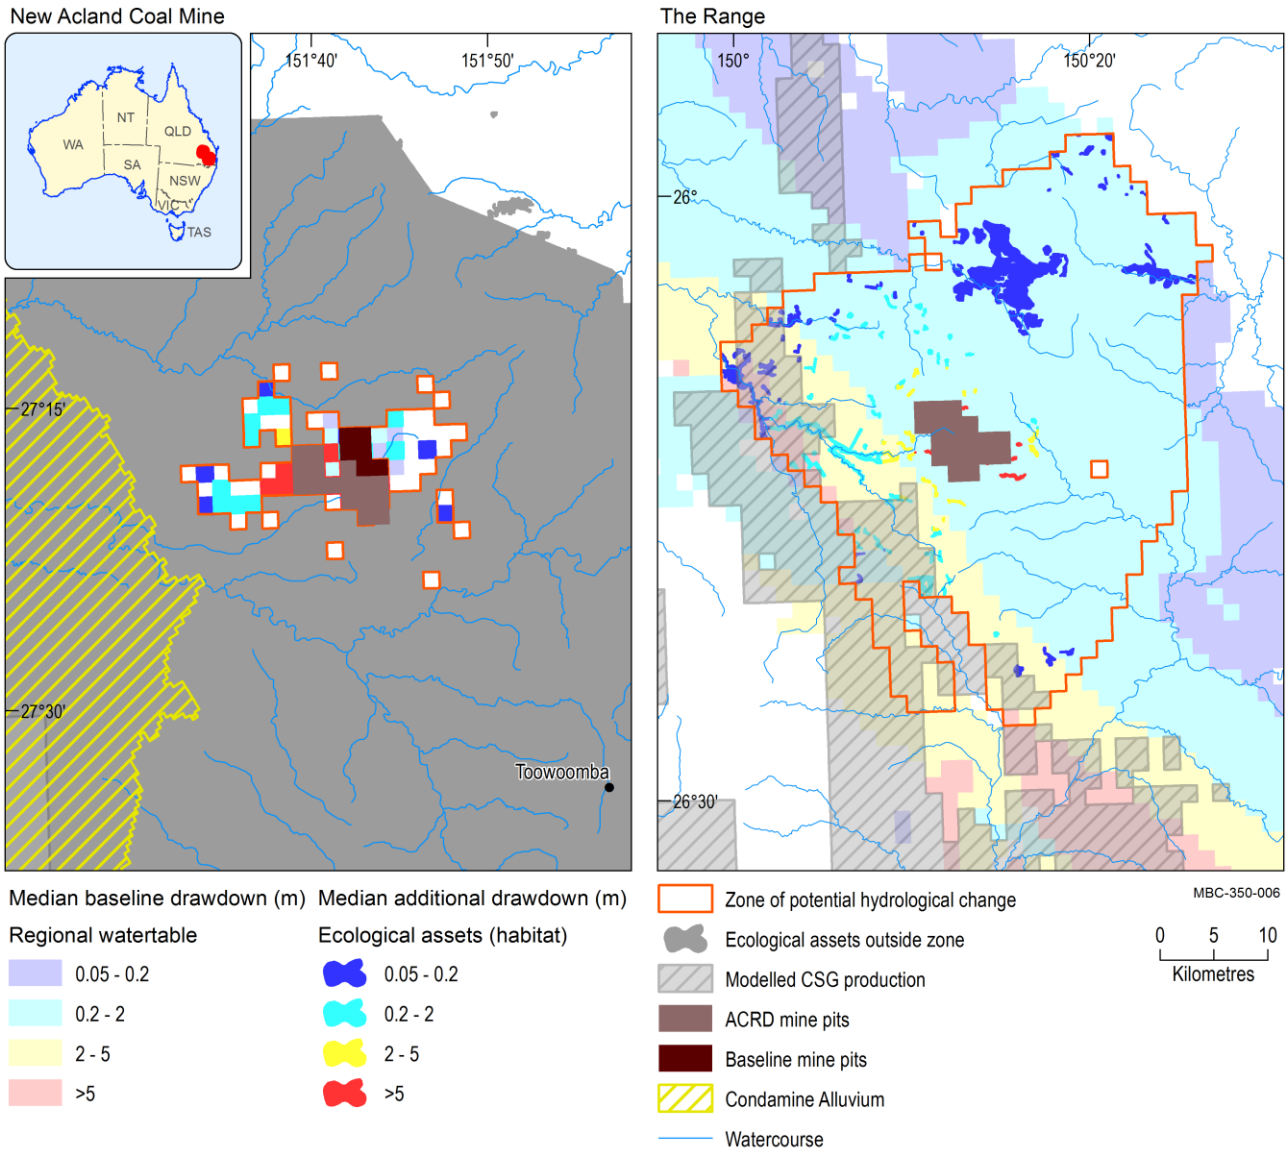 New Acland Coal Mine
The Range
151°40'
151°50'
150°
150°20'
WA
NT
QLD
SA
NSW
VIC
TAS
26°
27°15'
27°30'
Toowoomba
26°30'
Median baseline drawdown (m)
Regional watertable
0.05 - 0.2
0.2 - 2
2 - 5
>5
Median additional drawdown (m)
Ecological assets (habitat)
0.05 - 0.2
0.2 - 2
2 - 5
>5
Zone of potential hydrological change
Ecological assets outside zone
Modelled CSG production
ACRD mine pits
Baseline mine pits
Condamine Alluvium
Watercourse
MBC-350-006
0 5 10
Kilometres